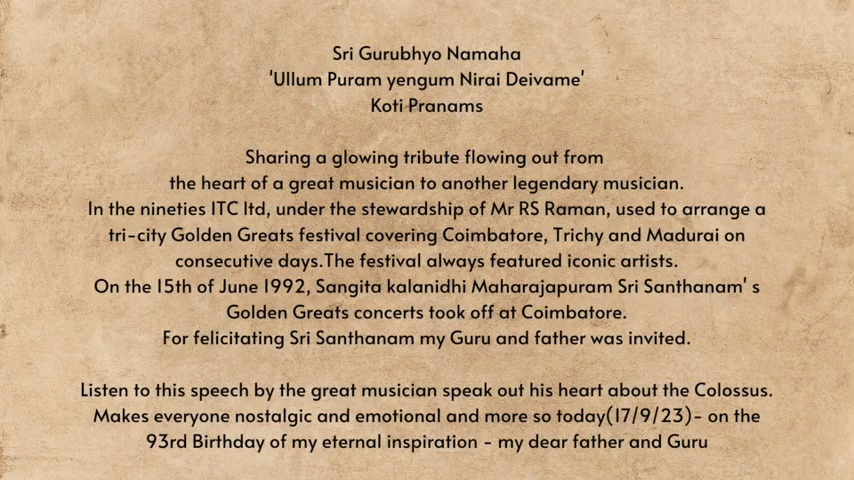 Sri Gurubhyo Namaha
'Ullum Puram yengum Nirai Deivame'
Koti Pranams
Sharing a glowing tribute flowing out from
the heart of a great musician to another legendary musician.
In the nineties ITC ltd, under the stewardship of Mr RS Raman, used to arrange a
tri-city Golden Greats festival covering Coimbatore, Trichy and Madurai on
consecutive days.The festival always featured iconic artists.
On the 15th of June 1992, Sangita kalanidhi Maharajapuram Sri Santhanam' s
Golden Greats concerts took off at Coimbatore.
For felicitating Sri Santhanam my Guru and father was invited.
Listen to this speech by the great musician speak out his heart about the Colossus.
Makes everyone nostalgic and emotional and more so today(17/9/23)- on the
93rd Birthday of my eternal inspiration - my dear father and Guru